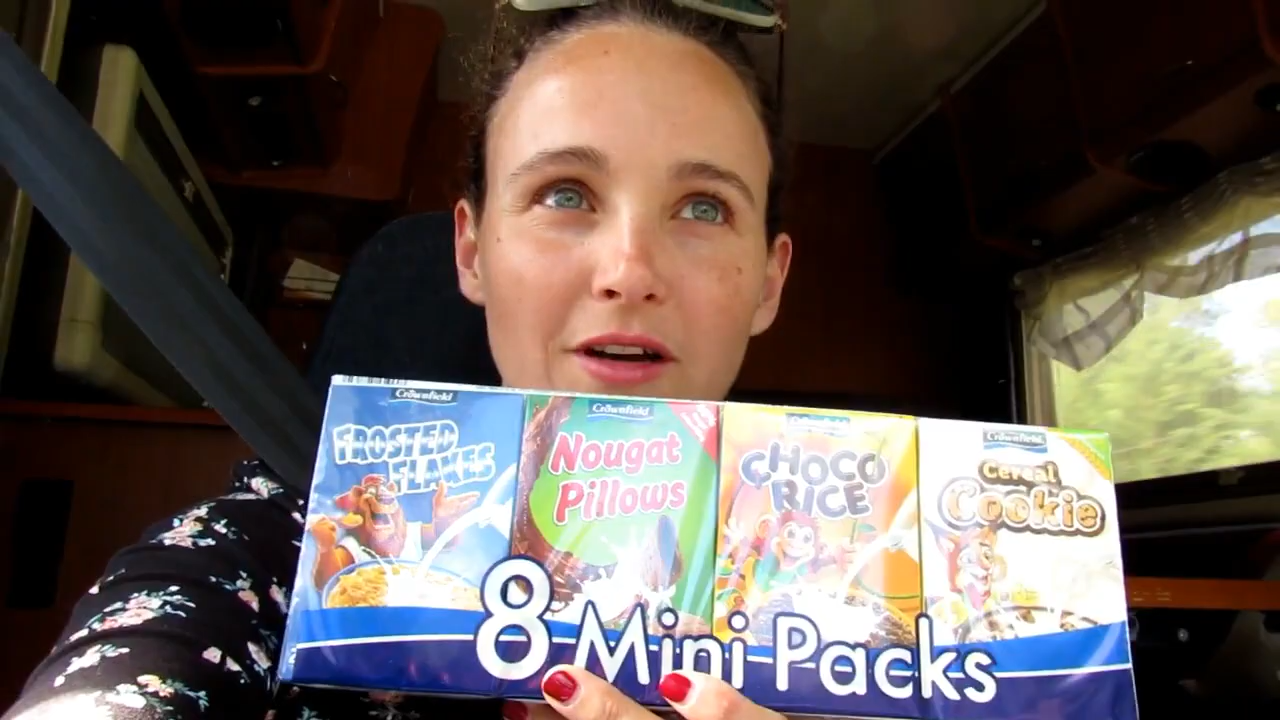 Crownfield
FROSTED
FLAKES
Crownfield
Nougat
Pillows
Crownfield
CHOCO
RICE
Crownfield
Cereal
Cookie
8 Mini Packs